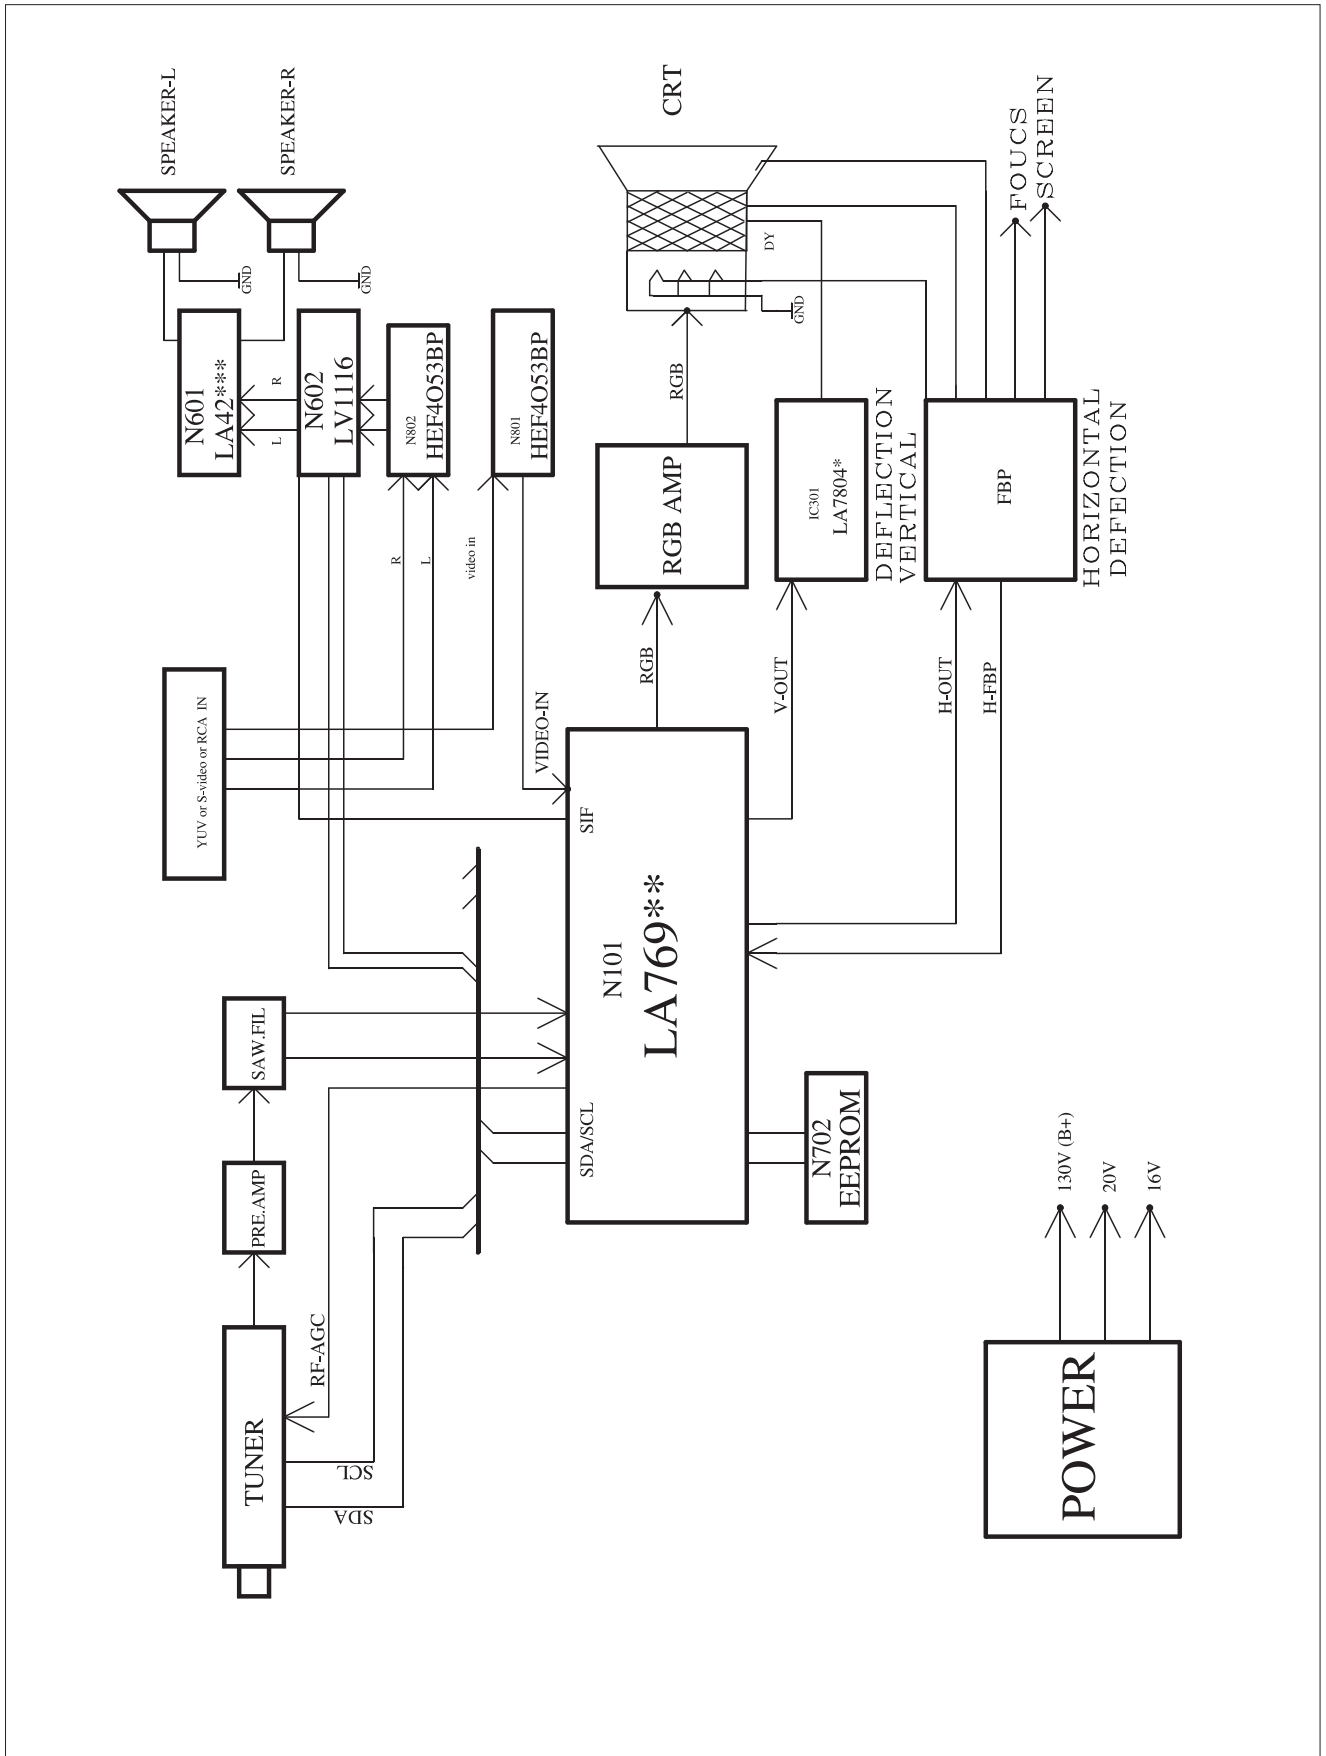 SPEAKER-L
SPEAKER-R
GND
GND
N601
LA42***
R
L
N602
LV1116
N802
HEF4O53BP
N801
HEF4O53BP
R
L
video in
YUV or S-video or RCA IN
VIDEO-IN
SIF
SAW.FIL
PRE.AMP
TUNER
RF-AGC
SCL
SDA
SDA/SCL
N101
LA769**
N702
EEPROM
RGB
RGB AMP
RGB
CRT
DY
GND
V-OUT
IC301
LA7804*
DEFLECTION
VERTICAL
H-OUT
H-FBP
FBP
HORIZONTAL
DEFECTION
FOUCS
SCREEN
POWER
130V (B+)
20V
16V